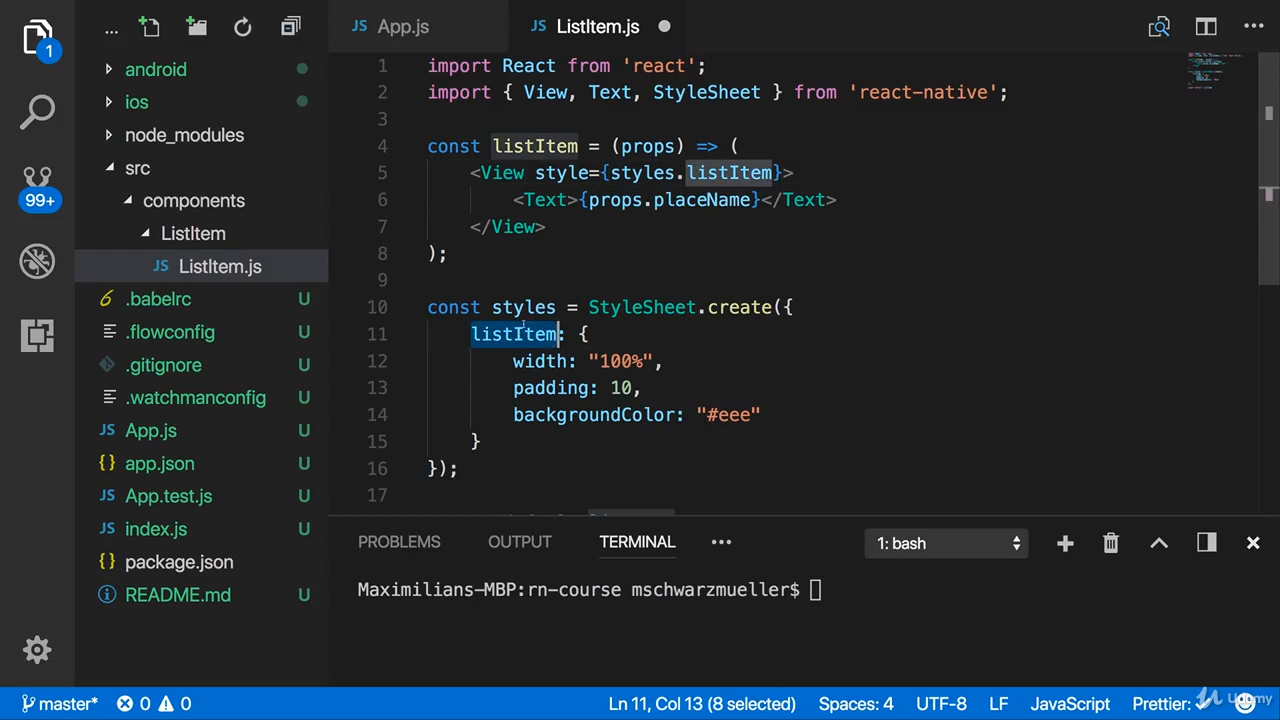 ...
App.js
ListItem.js
...
1
99+
android
ios
node_modules
src
components
ListItem
JS ListItem.js
.babelrc U
.flowconfig U
.gitignore U
.watchmanconfig U
JS App.js U
{} app.json U
JS App.test.js U
JS index.js U
{} package.json
README.md U
1 import React from 'react';
2 import { View, Text, StyleSheet } from 'react-native';
3
4 const listItem = (props) => (
5 <View style={styles.listItem}>
6 <Text>{props.placeName}</Text>
7 </View>
8 );
9
10 const styles = StyleSheet.create({
11 listItem: {
12 width: "100%",
13 padding: 10,
14 backgroundColor: "#eee"
15 }
16 });
17
PROBLEMS OUTPUT TERMINAL ... 1: bash
Maximilians-MBP:rn-course mschwarzmueller$
master* 0 0 Ln 11, Col 13 (8 selected) Spaces: 4 UTF-8 LF JavaScript Prettier: ✓
Udemy